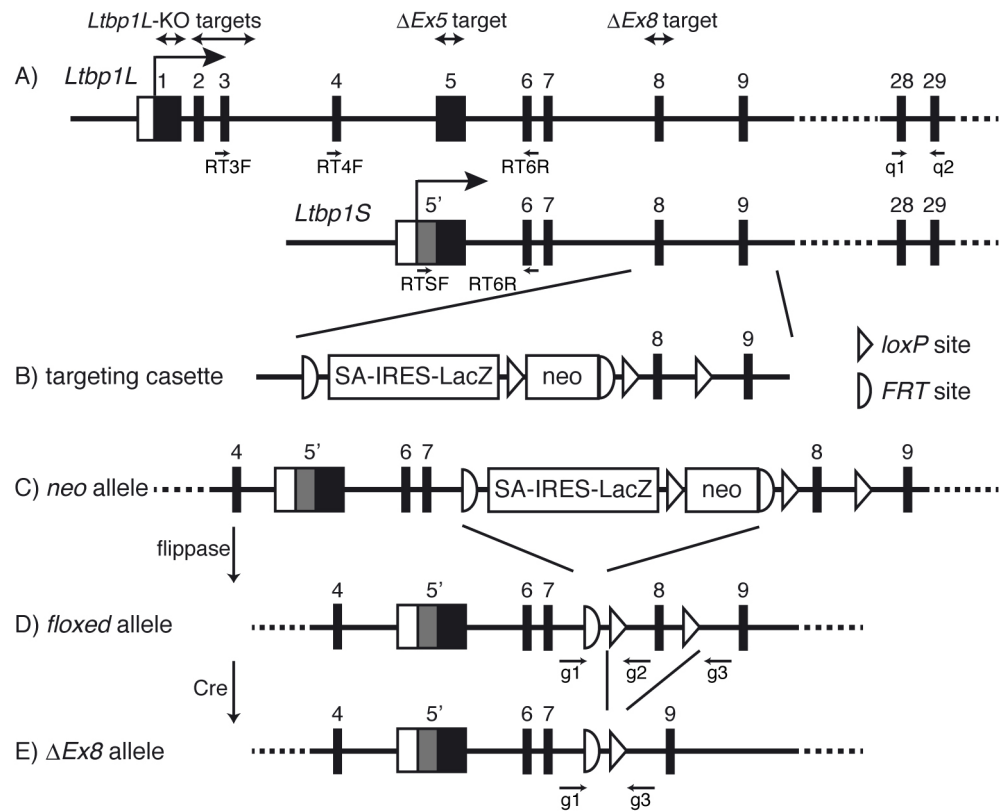 Ltbp1L-KO targets ΔEx5 target ΔEx8 target
A) Ltbp1L 1 2 3 4 5 6 7 8 9 28 29
RT3F RT4F RT6R q1 q2
Ltbp1S 5’ 6 7 8 9 28 29
RTSF RT6R
B) targeting casette SA-IRES-LacZ neo 8 9
loxP site
FRT site
C) neo allele 4 5’ 6 7 SA-IRES-LacZ neo 8 9
flippase
D) floxed allele 4 5’ 6 7 8 9
g1 g2 g3
Cre
E) ΔEx8 allele 4 5’ 6 7 9
g1 g3